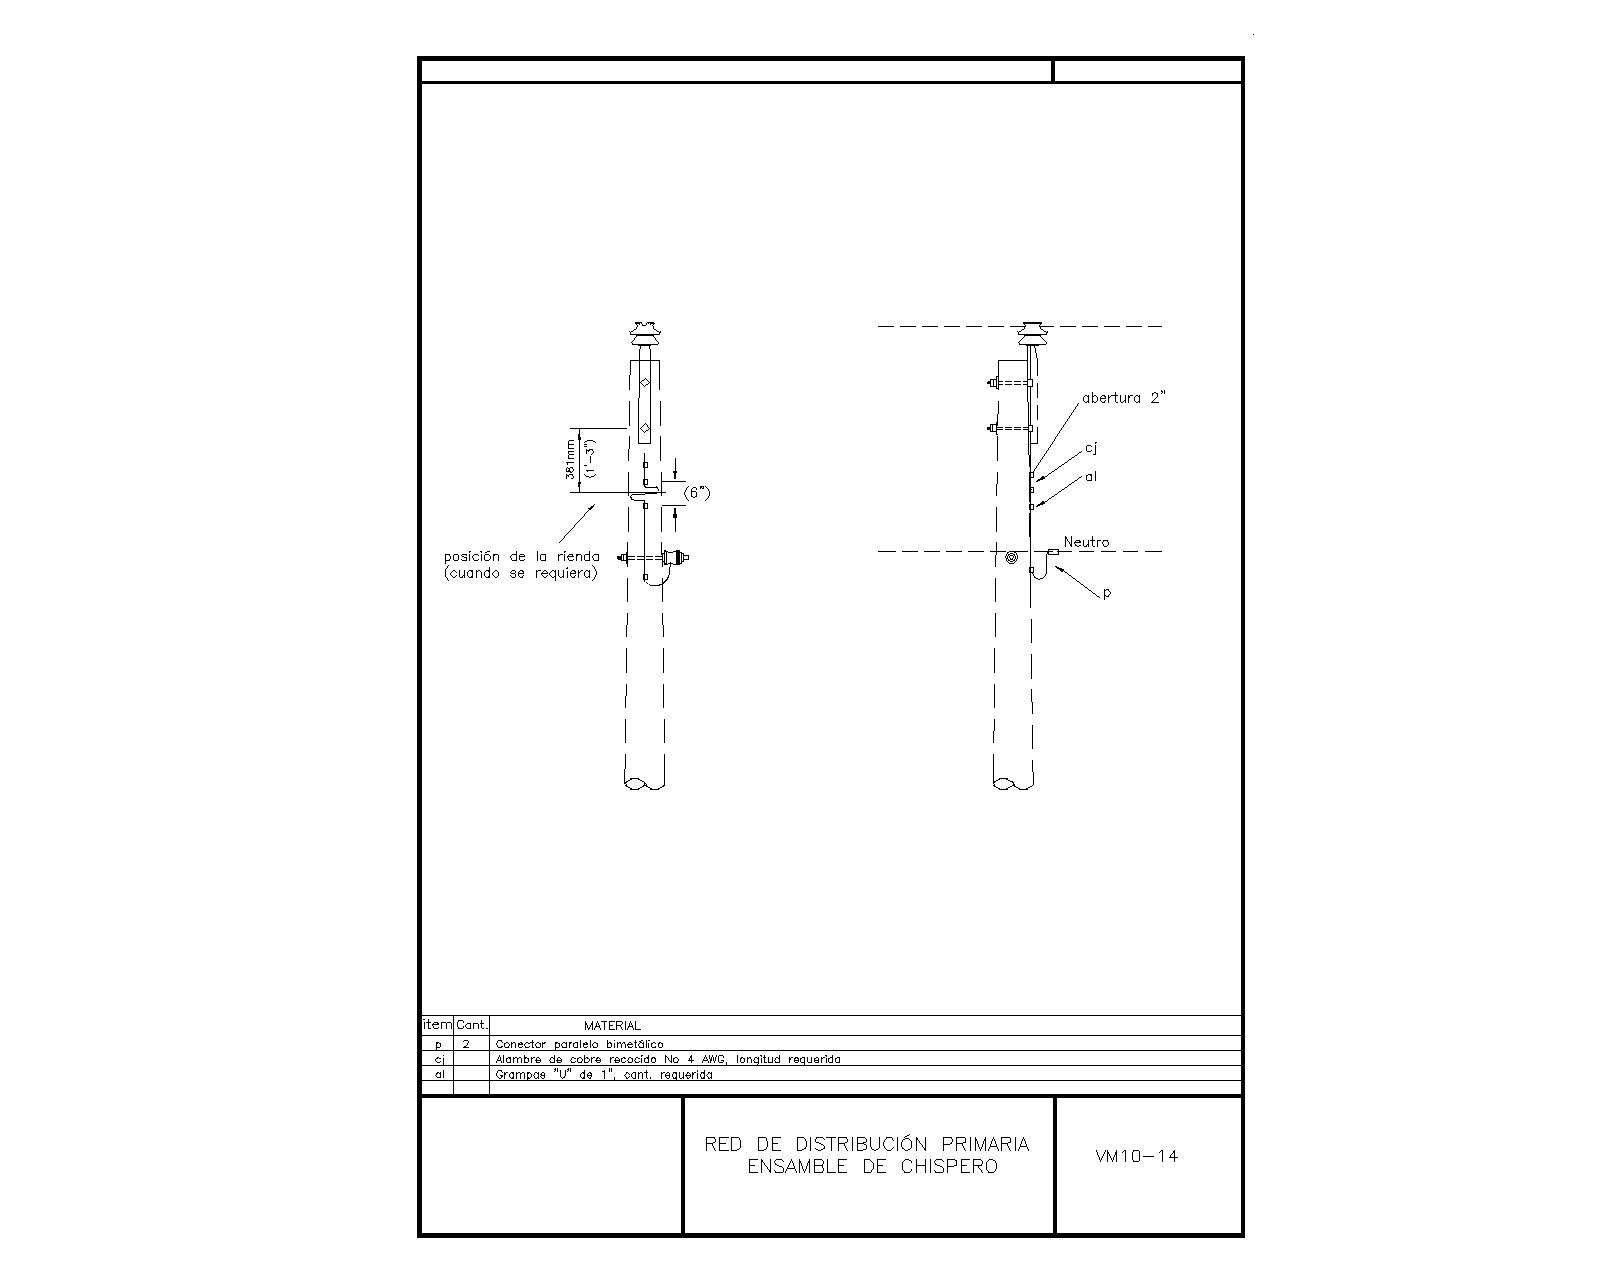 abertura 2"
381mm
(1'-3")
cj
al
(6")
Neutro
posición de la rienda
(cuando se requiera)
p
item Cant. MATERIAL
p 2 Conector paralelo bimetálico
cj Alambre de cobre recocido No 4 AWG, longitud requerida
al Grampas "U" de 1", cant. requerida
RED DE DISTRIBUCIÓN PRIMARIA
ENSAMBLE DE CHISPERO
VM10-14